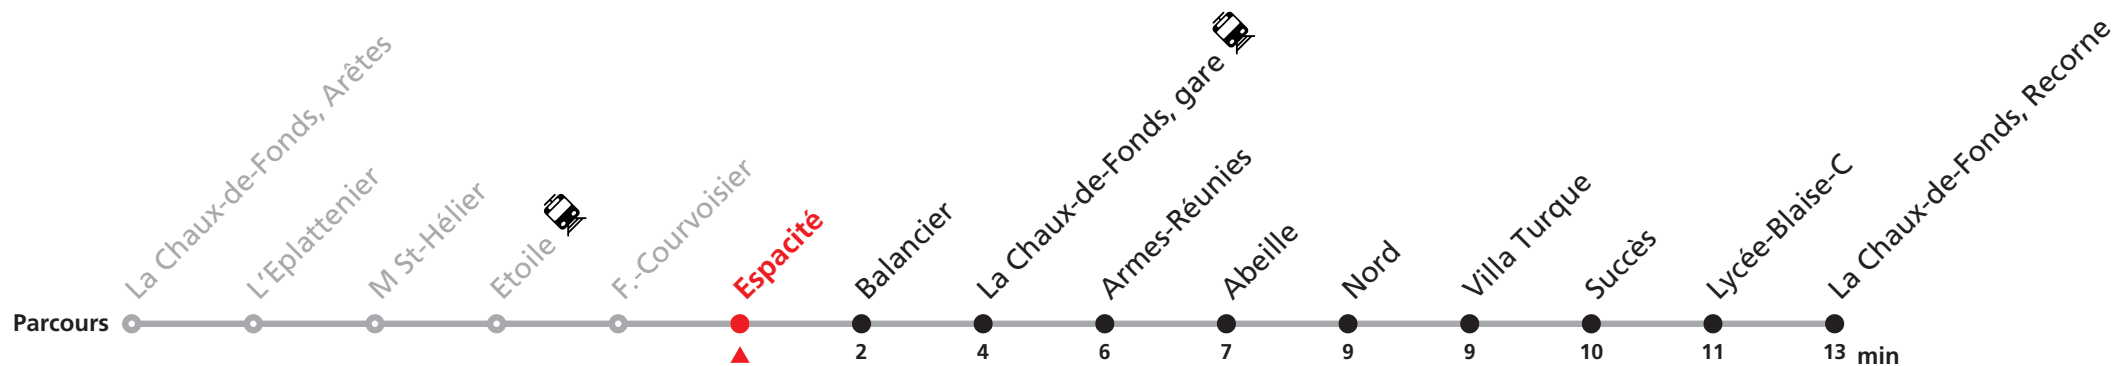 La Chaux-de-Fonds, Arêtes
L'Eplattenier
M St-Hélier
Etoile
F.-Courvoisier
Espacité
Balancier
La Chaux-de-Fonds, gare
Armes-Réunies
Abeille
Nord
Villa Turque
Succès
Lycée-Blaise-C
La Chaux-de-Fonds, Recorne
Parcours
2 4 6 7 9 9 10 11 13 min